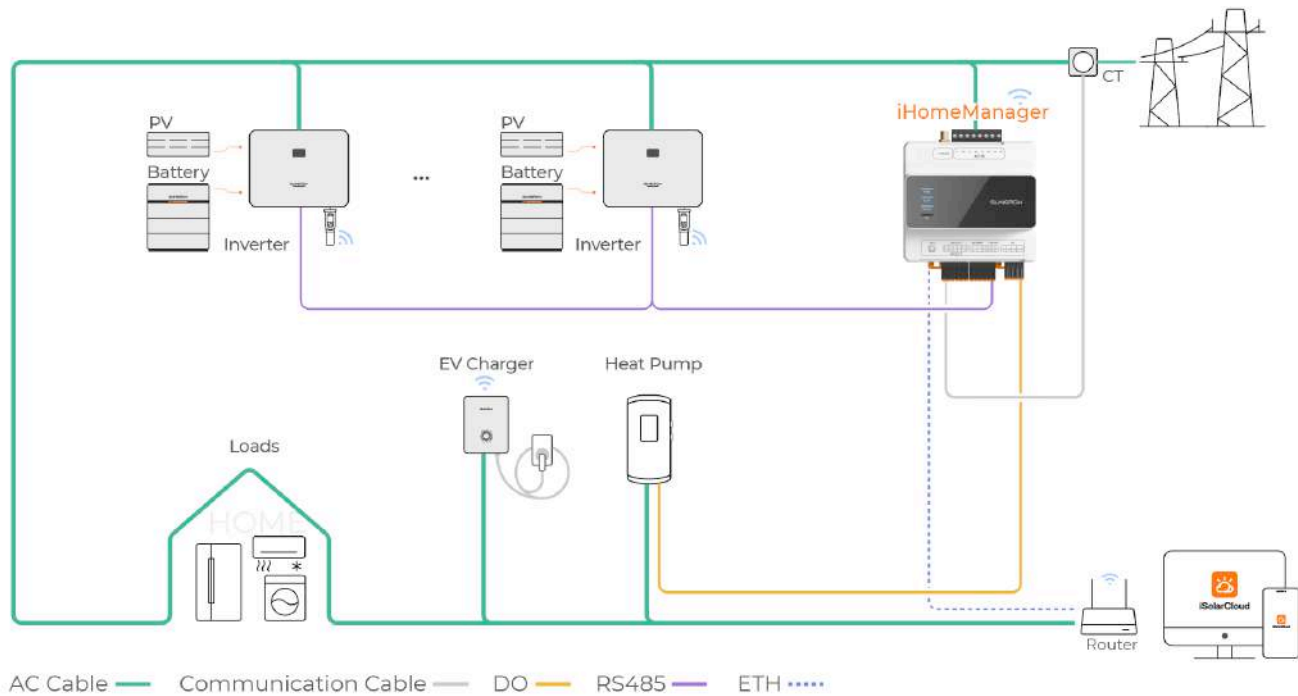 CT
iHomeManager
PV
Battery
Inverter
...
PV
Battery
Inverter
SUNGROW
EV Charger
Heat Pump
Loads
HOME
iSolarCloud
Router
AC Cable
Communication Cable
DO
RS485
ETH